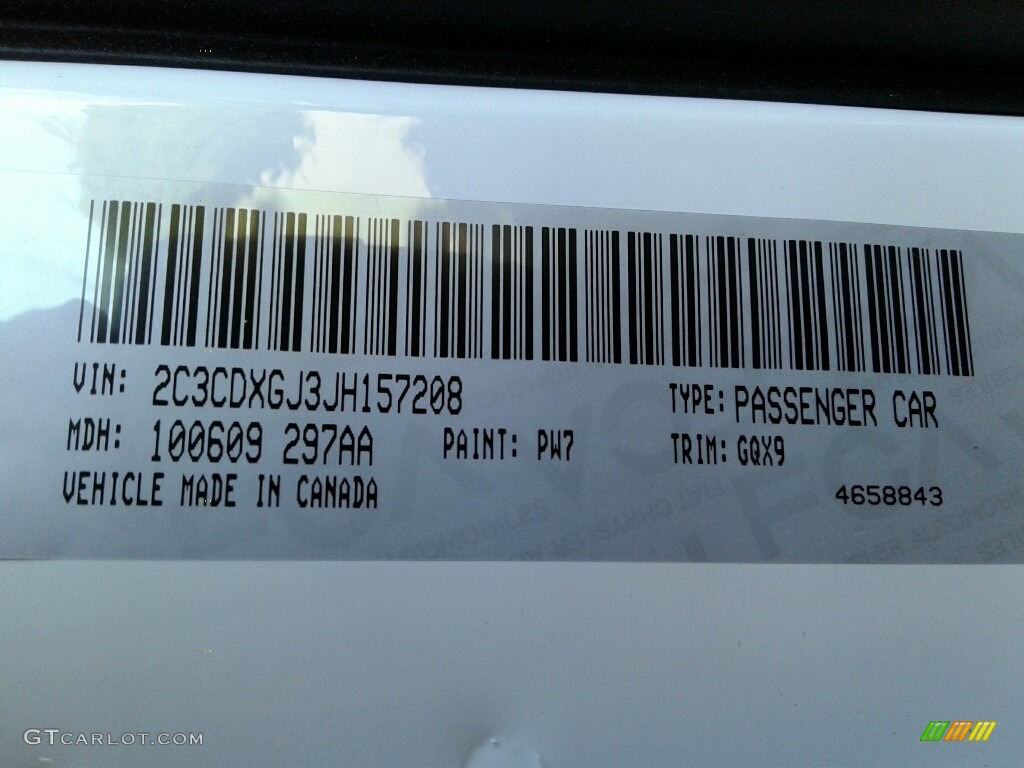 VIN: 2C3CDXGJ3JH157208 TYPE: PASSENGER CAR
MDH: 100609 297AA PAINT: PW7 TRIM: GQX9
VEHICLE MADE IN CANADA 4658843
GTCARLOT.COM